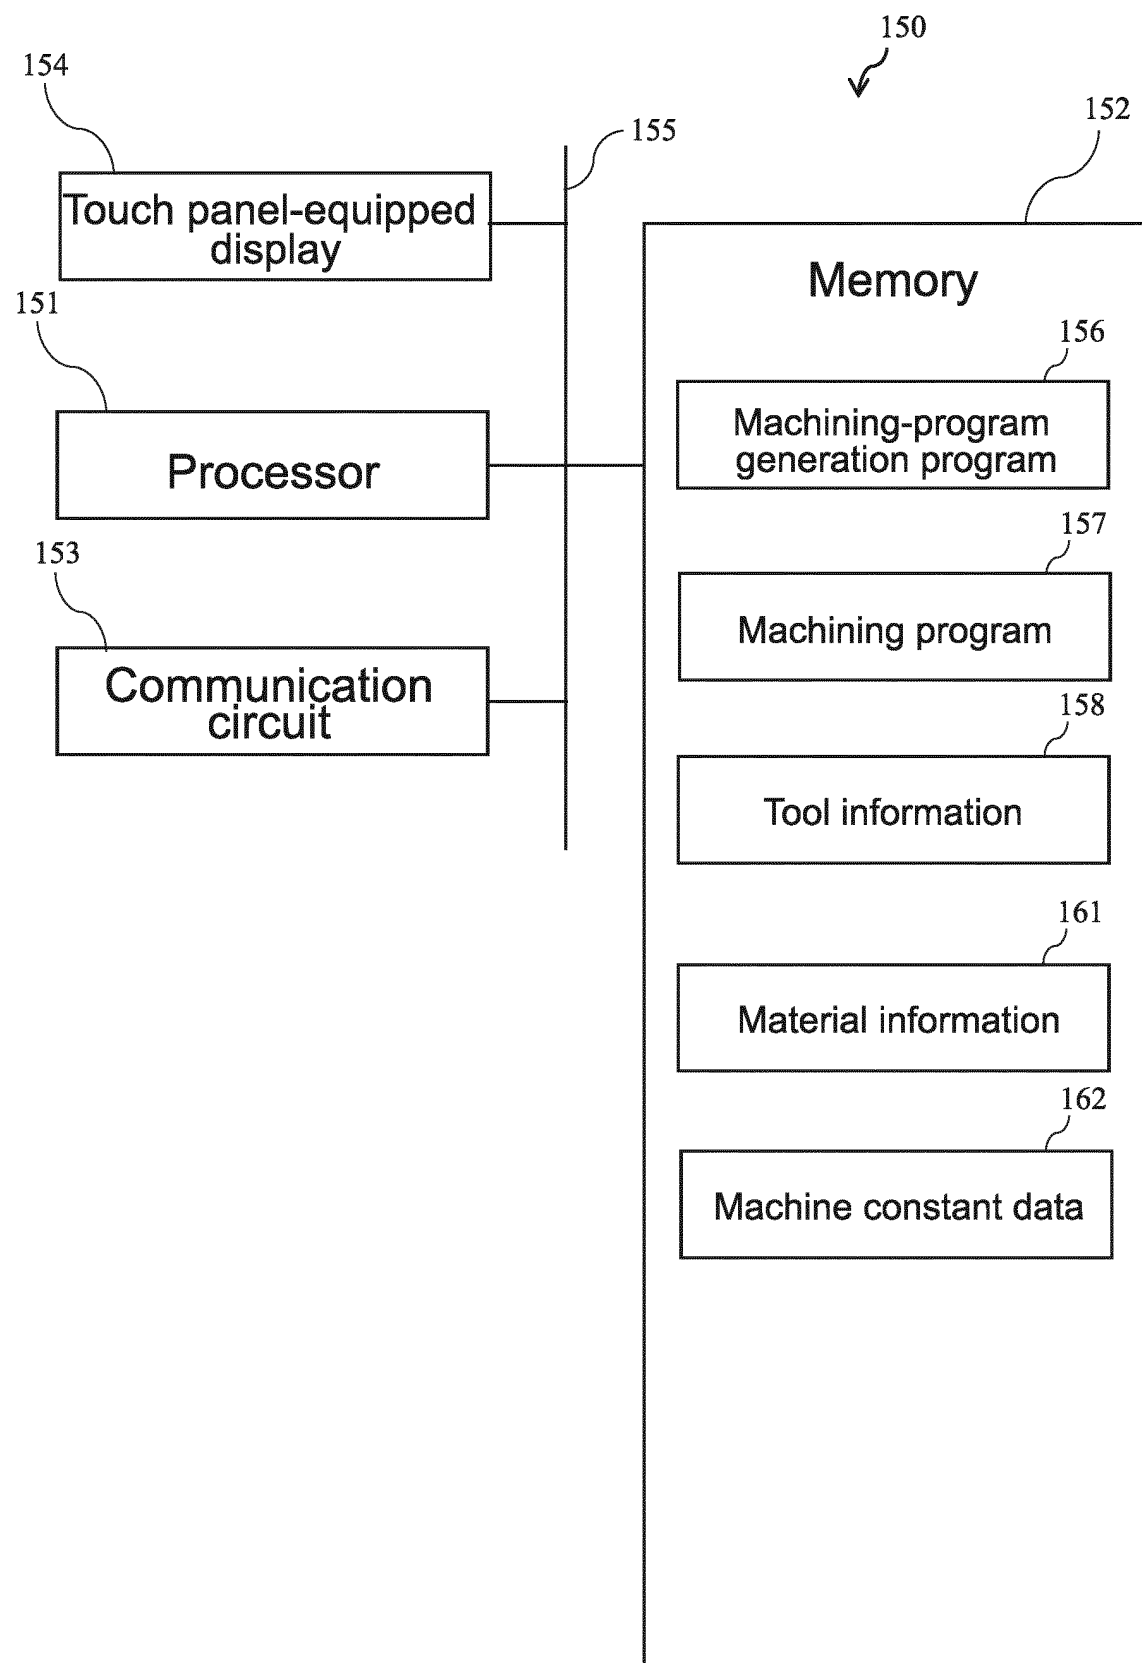 150
154
152
155
Touch panel-equipped
display
Memory
151
156
Machining-program
generation program
Processor
157
153
Machining program
Communication
circuit
158
Tool information
161
Material information
162
Machine constant data